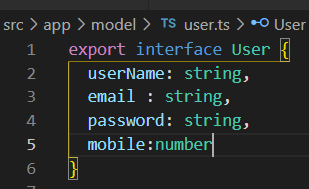 src > app > model > TS user.ts > User
1 export interface User {
2 userName: string,
3 email : string,
4 password: string,
5 mobile:number
6 }